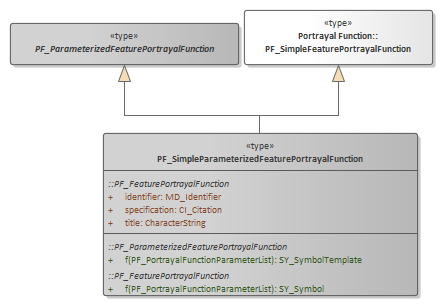 «type»
PF_ParameterizedFeaturePortrayalFunction
«type»
Portrayal Function::
PF_SimpleFeaturePortrayalFunction
«type»
PF_SimpleParameterizedFeaturePortrayalFunction
::PF_FeaturePortrayalFunction
+ identifier: MD_Identifier
+ specification: CI_Citation
+ title: CharacterString
::PF_ParameterizedFeaturePortrayalFunction
+ f(PF_PortrayalFunctionParameterList): SY_SymbolTemplate
::PF_FeaturePortrayalFunction
+ f(PF_PortrayalFunctionParameterList): SY_Symbol